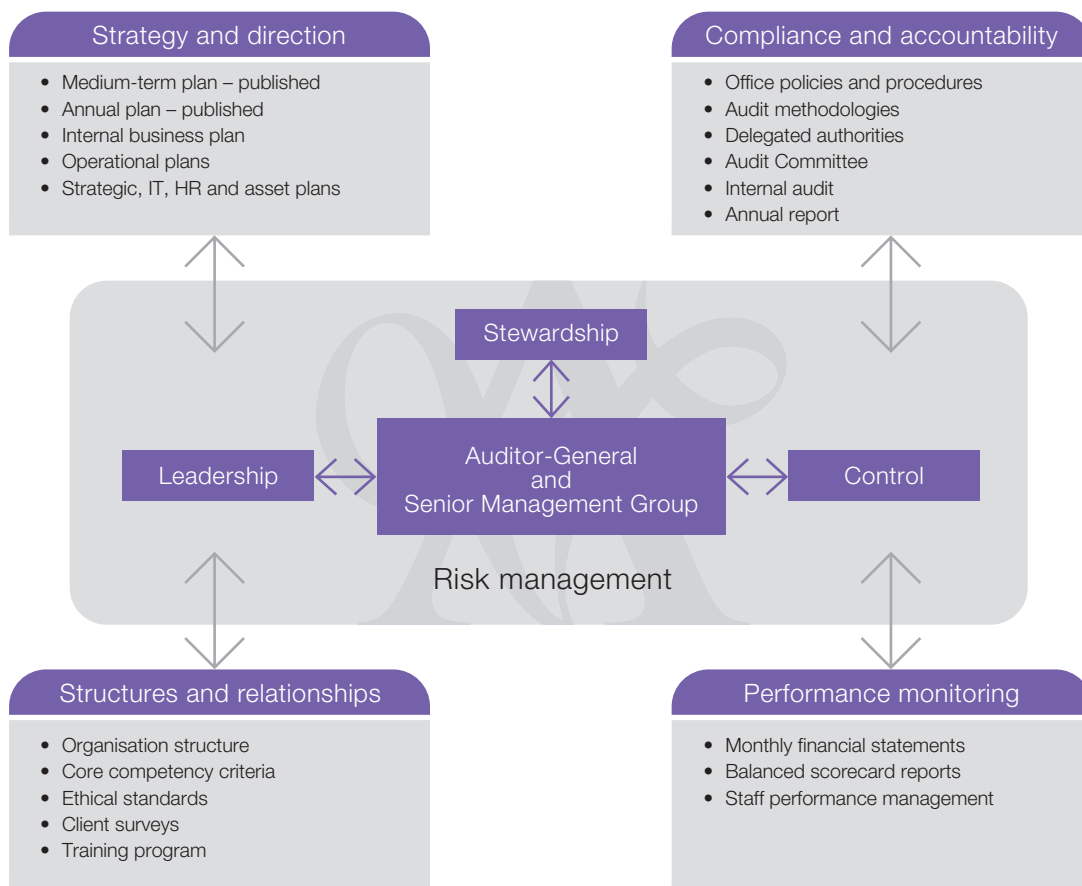 Strategy and direction
• Medium-term plan – published
• Annual plan – published
• Internal business plan
• Operational plans
• Strategic, IT, HR and asset plans
Compliance and accountability
• Office policies and procedures
• Audit methodologies
• Delegated authorities
• Audit Committee
• Internal audit
• Annual report
Stewardship
Leadership
Auditor-General
and
Senior Management Group
Control
Risk management
Structures and relationships
• Organisation structure
• Core competency criteria
• Ethical standards
• Client surveys
• Training program
Performance monitoring
• Monthly financial statements
• Balanced scorecard reports
• Staff performance management